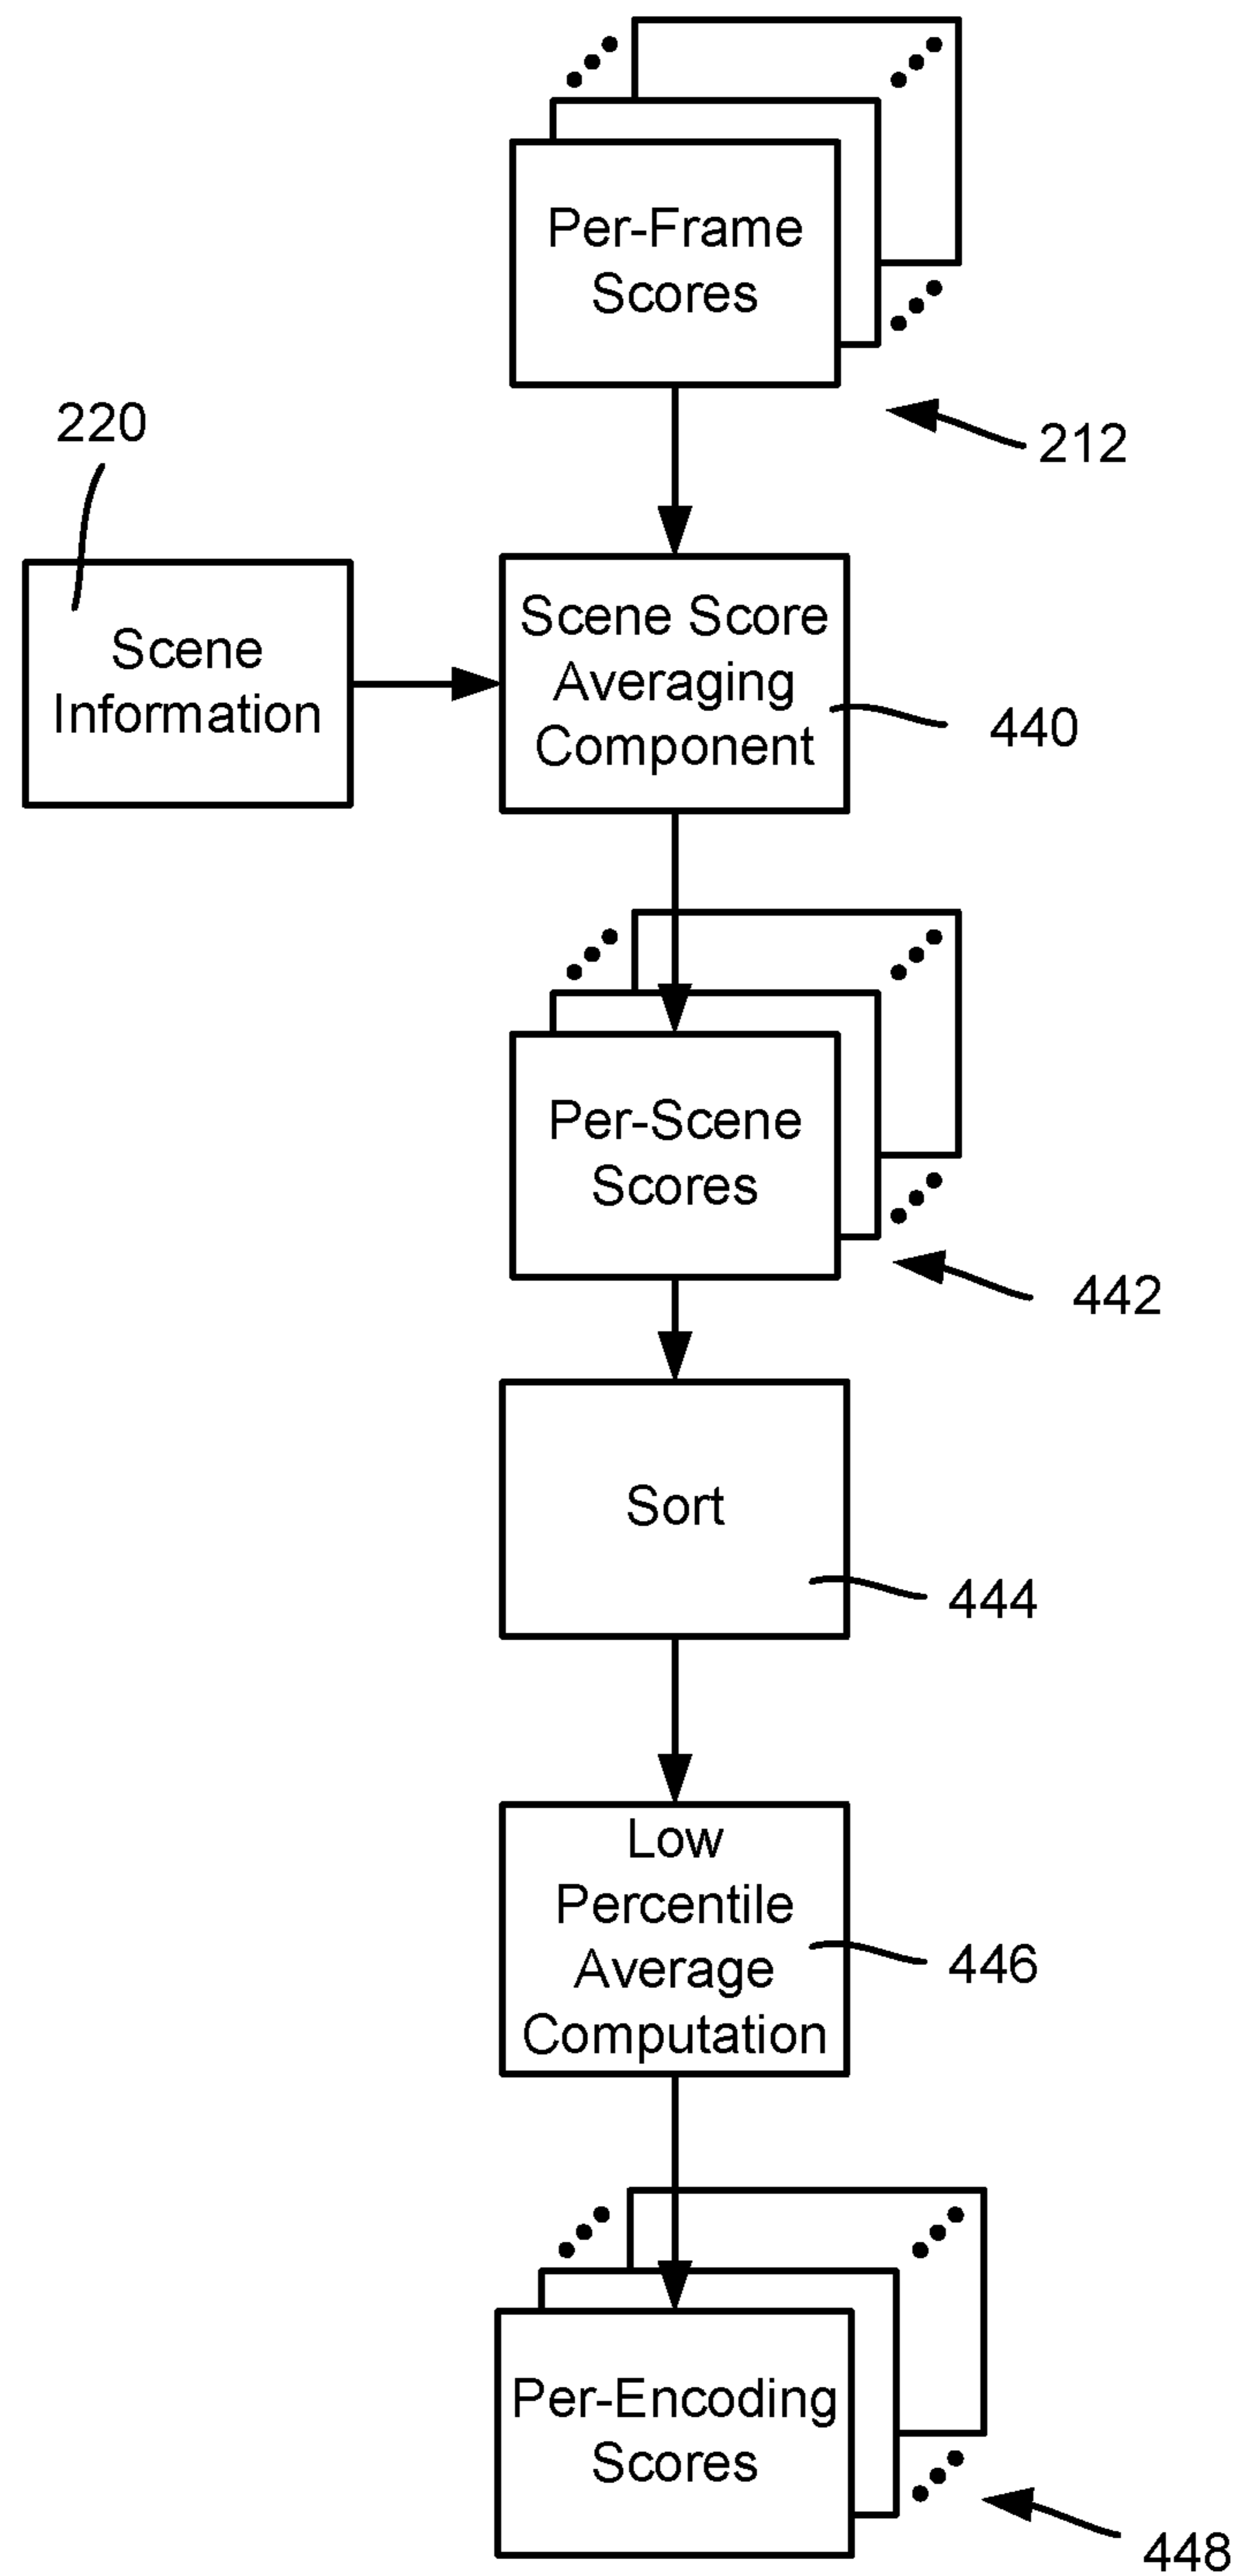 Per-Frame
Scores
212
220
Scene
Information
Scene Score
Averaging
Component
440
Per-Scene
Scores
442
Sort
444
Low
Percentile
Average
Computation
446
Per-Encoding
Scores
448